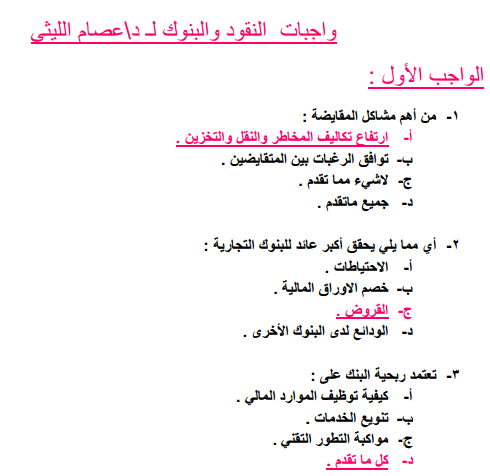 واجبات النقود والبنوك لـ د\عصام الليثي
الواجب الأول :
١- من أهم مشاكل المقايضة :
أ- ارتفاع تكاليف المخاطر والنقل والتخزين .
ب- توافق الرغبات بين المتقايضين .
ج- لاشيء مما تقدم .
د- جميع ماتقدم .
٢- أي مما يلي يحقق أكبر عائد للبنوك التجارية :
أ- الاحتياطات .
ب- خصم الاوراق المالية .
ج- القروض .
د- الودائع لدى البنوك الأخرى .
٣- تعتمد ربحية البنك على :
أ- كيفية توظيف الموارد المالي .
ب- تنويع الخدمات .
ج- مواكبة التطور التقني .
د- كل ما تقدم .